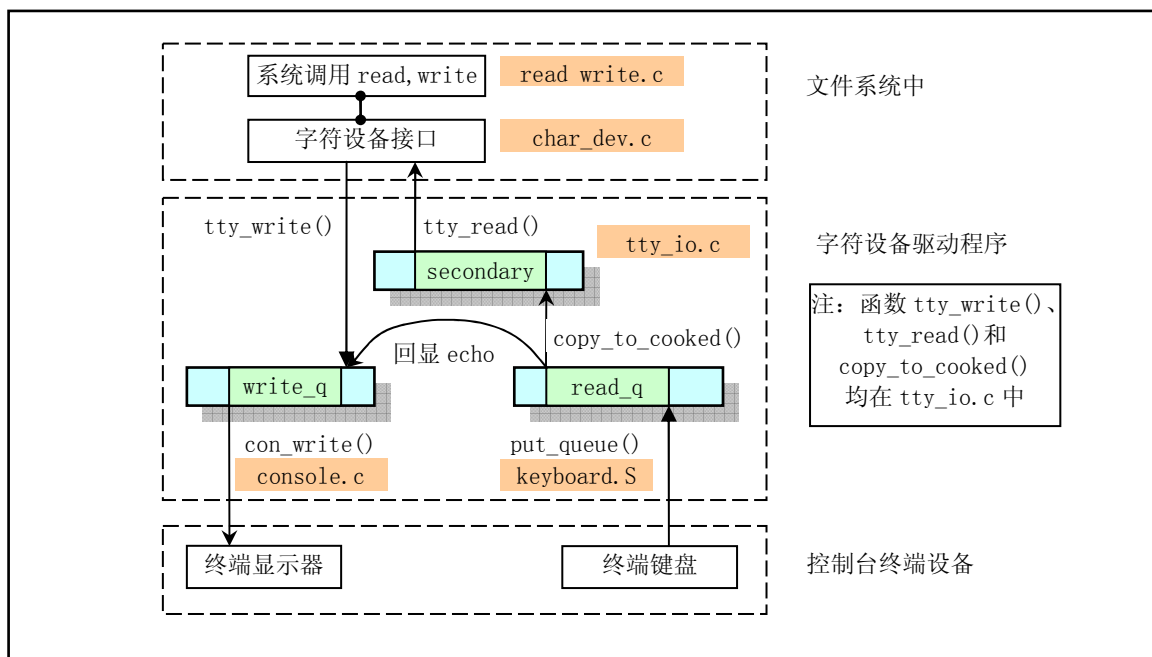 系统调用 read,write
read write.c
文件系统中
字符设备接口
char_dev.c
tty_write()
tty_read()
tty_io.c
字符设备驱动程序
secondary
注：函数 tty_write()、
tty_read()和
copy_to_cooked()
均在 tty_io.c 中
回显 echo
copy_to_cooked()
write_q
read_q
con_write()
put_queue()
console.c
keyboard.S
终端显示器
终端键盘
控制台终端设备